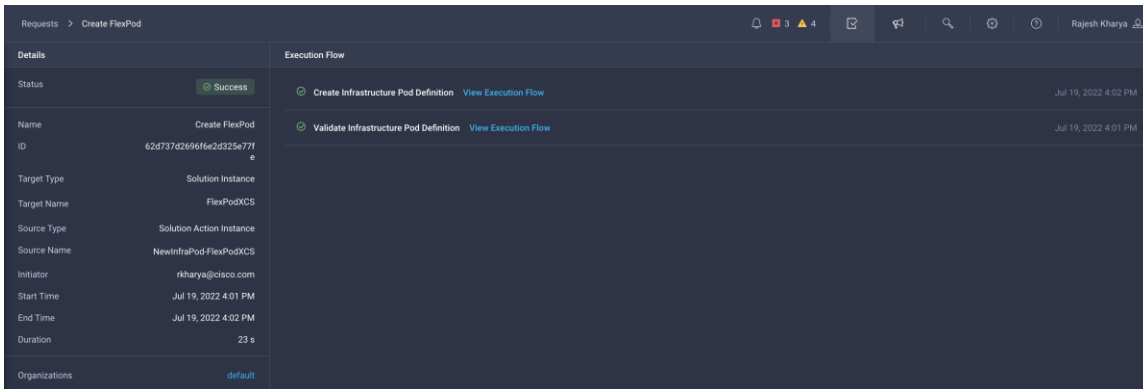 Requests > Create FlexPod
3 4
Rajesh Kharya
Details
Status Success
Name Create FlexPod
ID 62d737d2696f6e2d325e77f
e
Target Type Solution Instance
Target Name FlexPodXCS
Source Type Solution Action Instance
Source Name NewInfraPod-FlexPodXCS
Initiator rkharya@cisco.com
Start Time Jul 19, 2022 4:01 PM
End Time Jul 19, 2022 4:02 PM
Duration 23 s
Organizations default
Execution Flow
Create Infrastructure Pod Definition View Execution Flow Jul 19, 2022 4:02 PM
Validate Infrastructure Pod Definition View Execution Flow Jul 19, 2022 4:01 PM